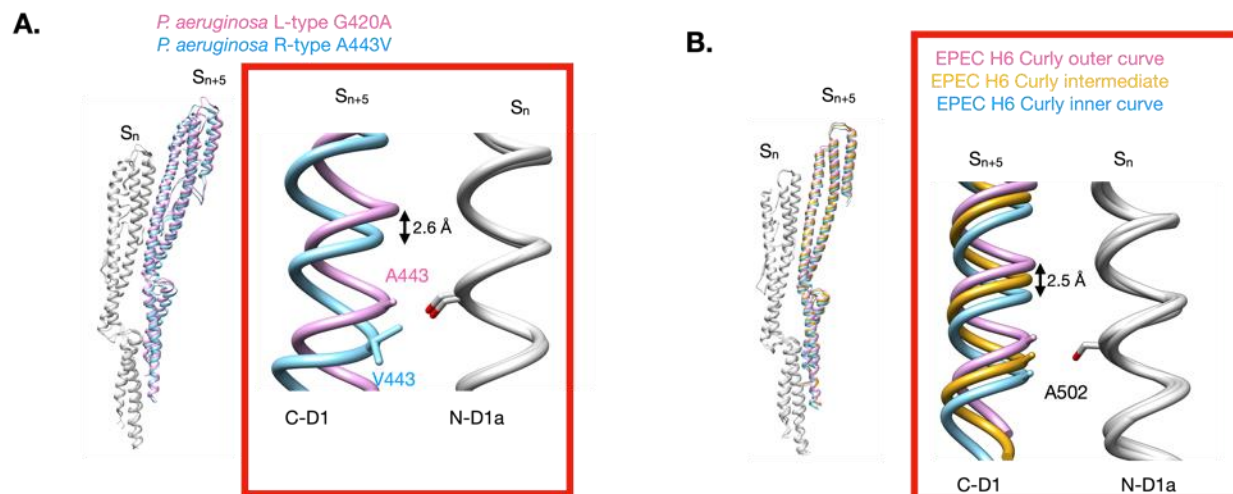 A.
P. aeruginosa L-type G420A
P. aeruginosa R-type A443V
Sn+5
Sn
Sn+5
Sn
2.6 Å
A443
V443
C-D1
N-D1a
B.
EPEC H6 Curly outer curve
EPEC H6 Curly intermediate
EPEC H6 Curly inner curve
Sn+5
Sn
Sn+5
Sn
2.5 Å
A502
C-D1
N-D1a